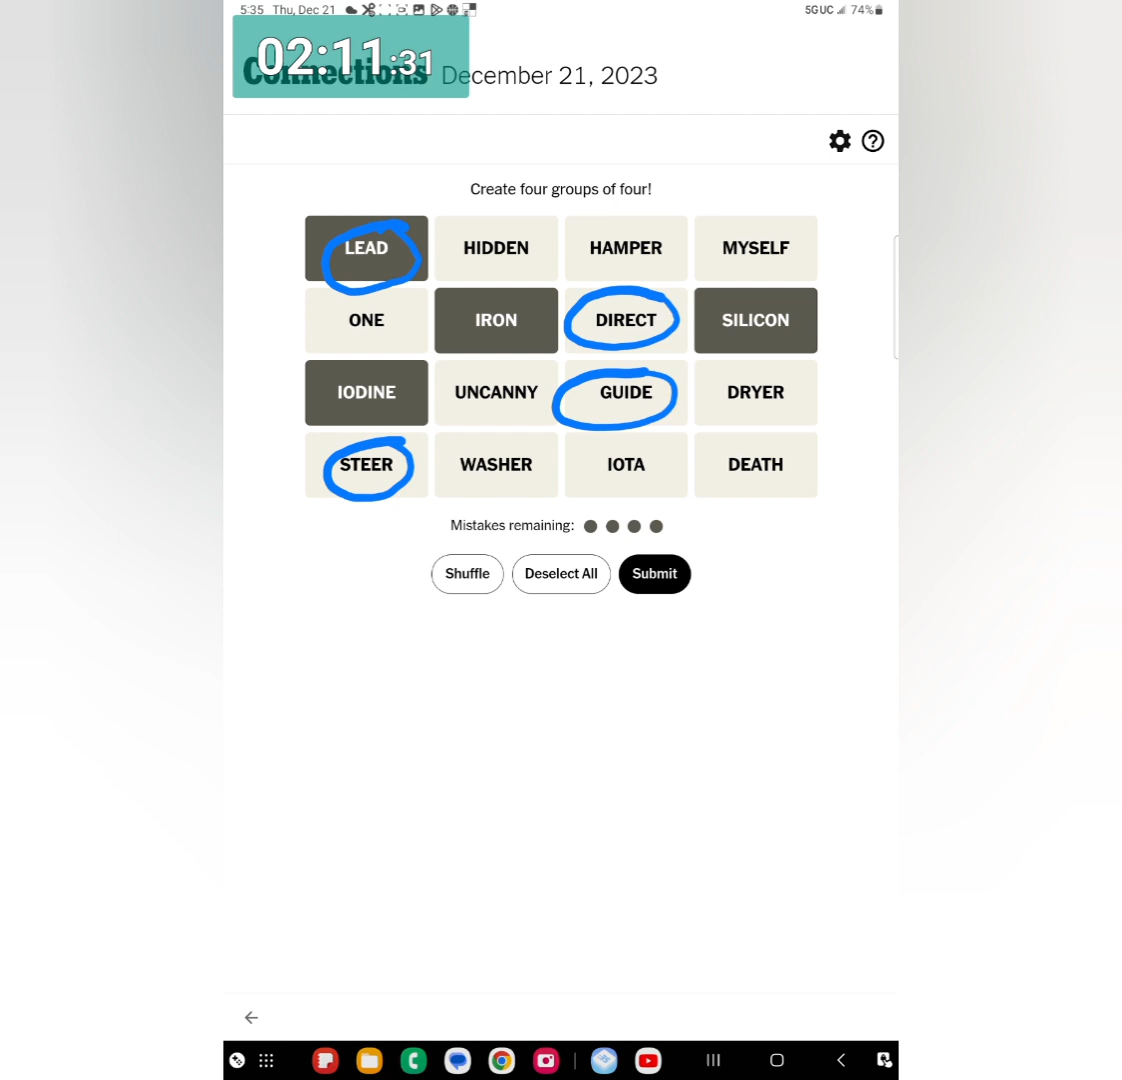 5:35 Thu, Dec 21
5G UC 74%
02:11:31
Connections December 21, 2023
Create four groups of four!
LEAD HIDDEN HAMPER MYSELF
ONE IRON DIRECT SILICON
IODINE UNCANNY GUIDE DRYER
STEER WASHER IOTA DEATH
Mistakes remaining:
Shuffle Deselect All Submit